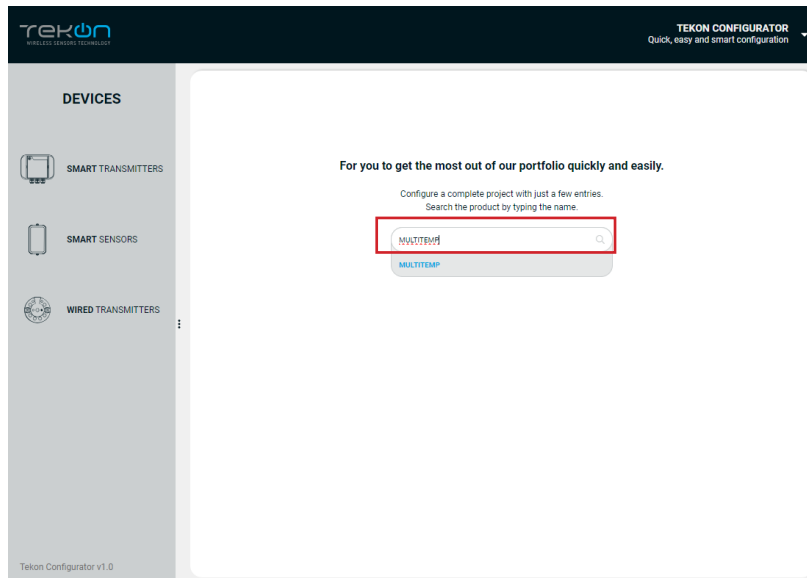 TEKON
WIRELESS SENSORS TECHNOLOGY
TEKON CONFIGURATOR
Quick, easy and smart configuration
DEVICES
SMART TRANSMITTERS
SMART SENSORS
WIRED TRANSMITTERS
For you to get the most out of our portfolio quickly and easily.
Configure a complete project with just a few entries.
Search the product by typing the name.
MULTITEMP
MULTITEMP
Tekon Configurator v1.0